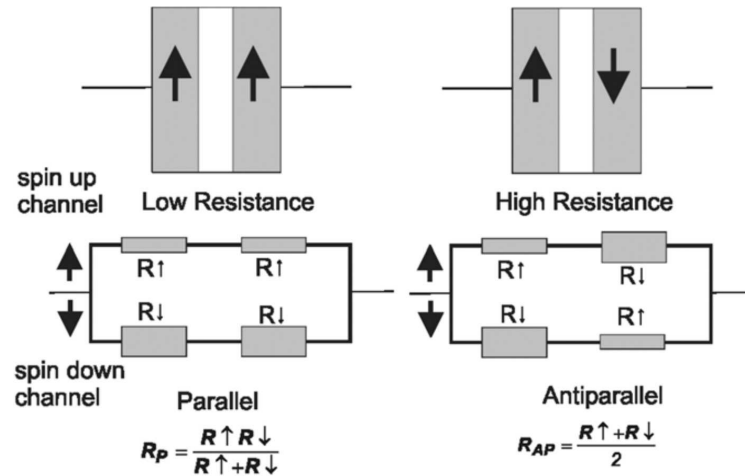 spin up
channel
Low Resistance
High Resistance
R↑ R↑
R↓ R↓
R↑ R↓
R↓ R↑
spin down
channel
Parallel
Antiparallel
R_P = R↑ R↓ / R↑+R↓
R_AP = R↑+R↓ / 2